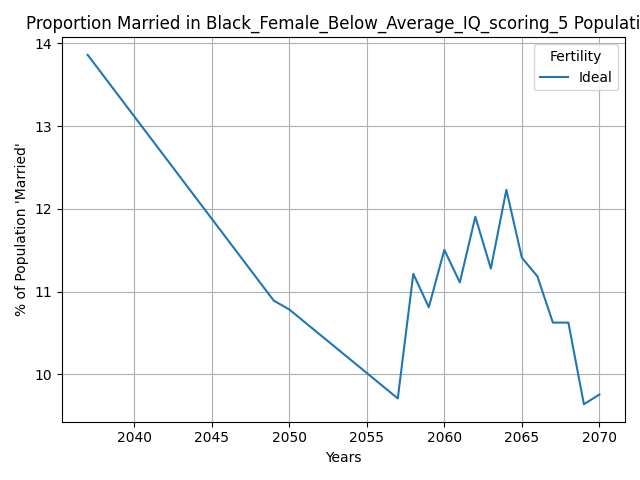 Proportion Married in Black_Female_Below_Average_IQ_scoring_5 Populati
14
13
12
11
10
% of Population 'Married'
Fertility
Ideal
2040 2045 2050 2055 2060 2065 2070
Years